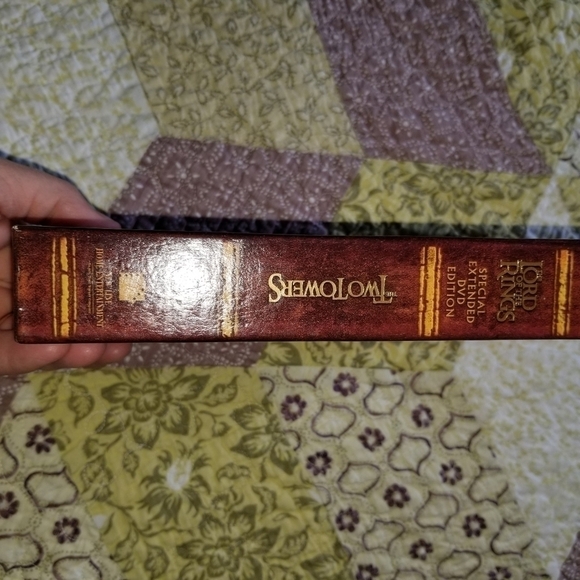 THE
LORD
OF THE
RINGS
SPECIAL
EXTENDED
DVD
EDITION
THE TWO TOWERS